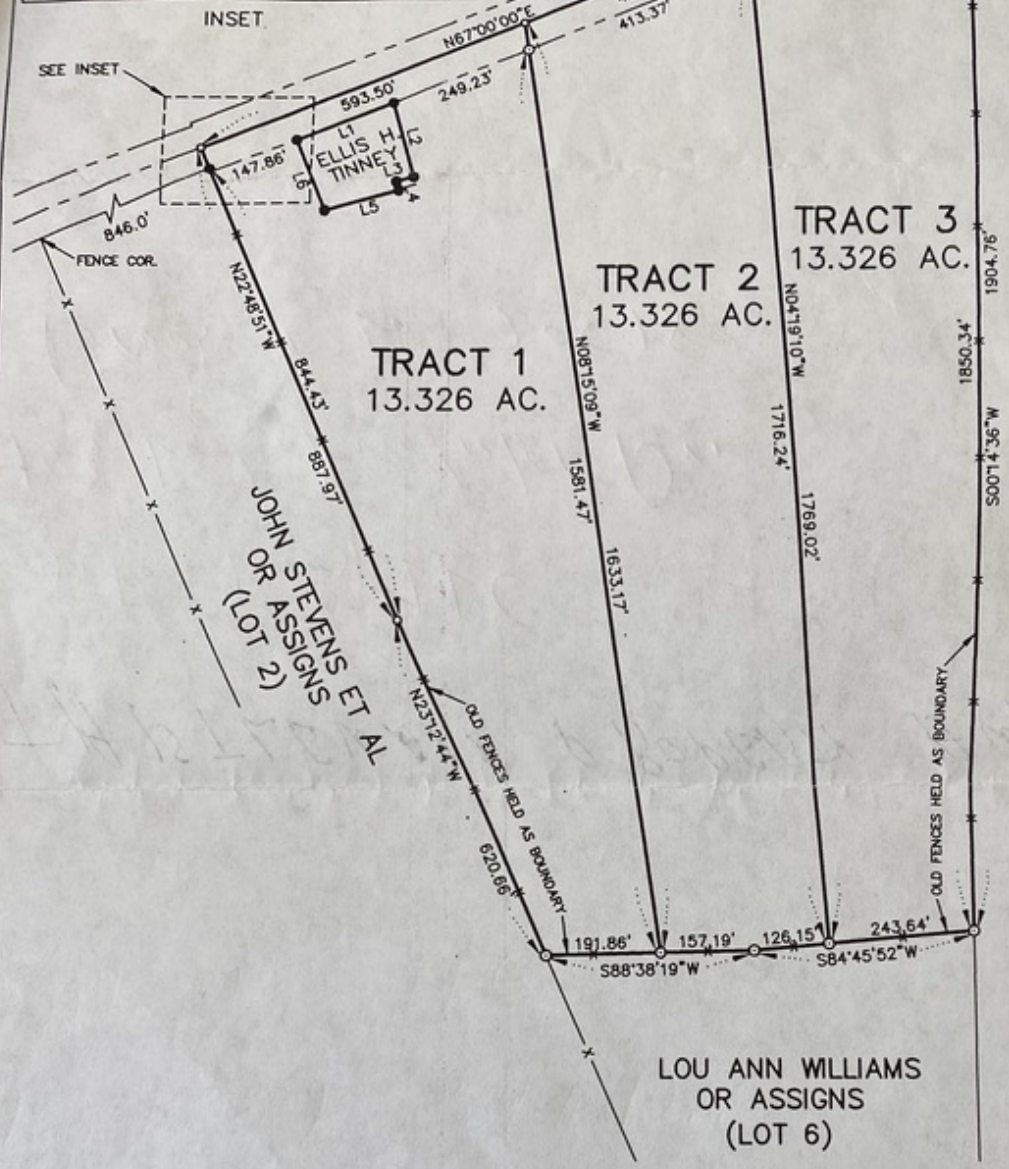 INSET
SEE INSET
N67°00'00"E
413.37'
593.50'
249.23'
147.86'
846.0'
FENCE COR.
L1
L2
L3
L4
L5
L6
ELLIS H.
TINNEY
TRACT 1
13.326 AC.
TRACT 2
13.326 AC.
TRACT 3
13.326 AC.
N22°48'51"W
844.43'
887.97'
N08°15'09"W
1581.47'
1633.17'
N04°19'10"W
1716.24'
1769.02'
1904.76'
1850.34'
S00°14'36"W
JOHN STEVENS ET AL
OR ASSIGNS
(LOT 2)
N23°12'44"W
620.66'
OLD FENCES HELD AS BOUNDARY
OLD FENCES HELD AS BOUNDARY
191.86'
157.19'
126.15'
243.64'
S88°38'19"W
S84°45'52"W
LOU ANN WILLIAMS
OR ASSIGNS
(LOT 6)